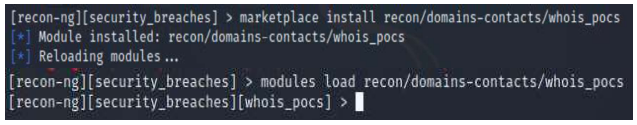 [recon-ng][security_breaches] > marketplace install recon/domains-contacts/whois_pocs
[*] Module installed: recon/domains-contacts/whois_pocs
[*] Reloading modules...
[recon-ng][security_breaches] > modules load recon/domains-contacts/whois_pocs
[recon-ng][security_breaches][whois_pocs] >